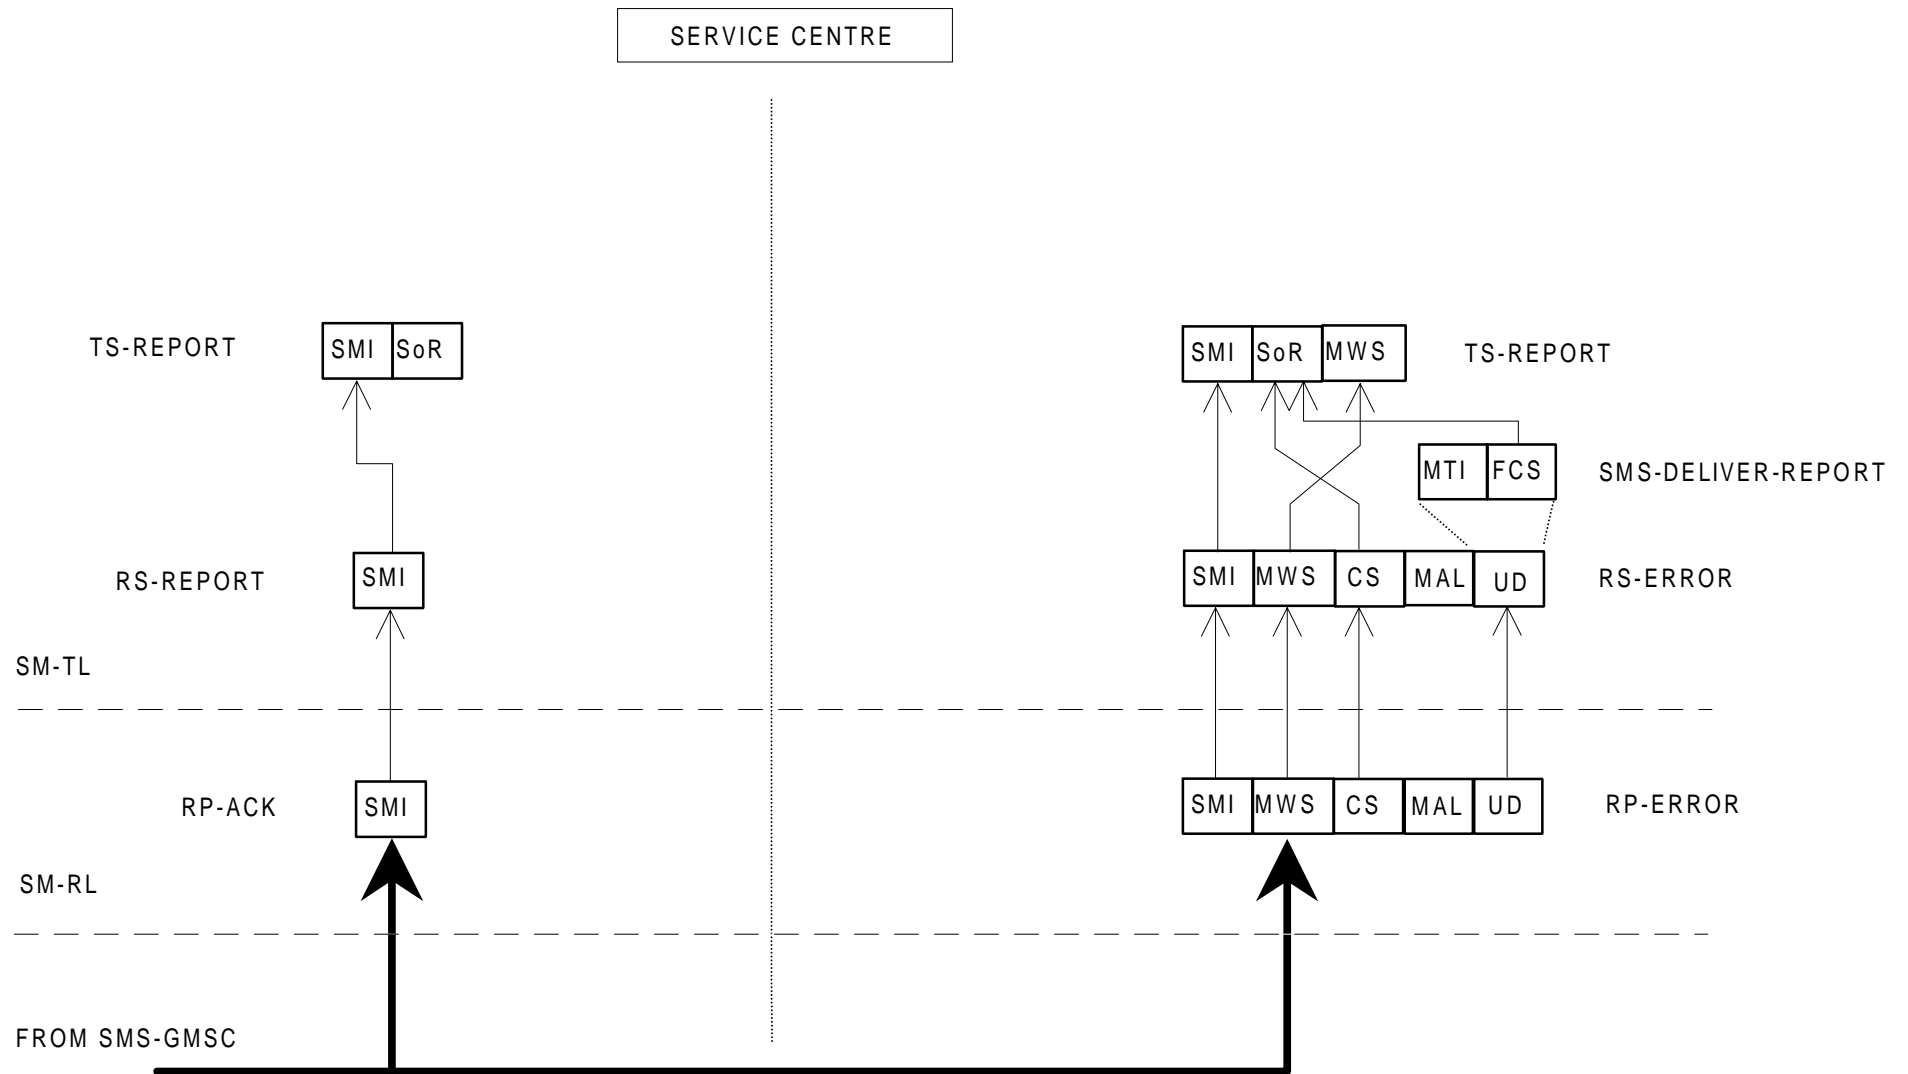 SERVICE CENTRE
TS-REPORT SMI SoR SMI SoR MWS TS-REPORT
MTI FCS SMS-DELIVER-REPORT
RS-REPORT SMI SMI MWS CS MAL UD RS-ERROR
SM-TL
RP-ACK SMI SMI MWS CS MAL UD RP-ERROR
SM-RL
FROM SMS-GMSC